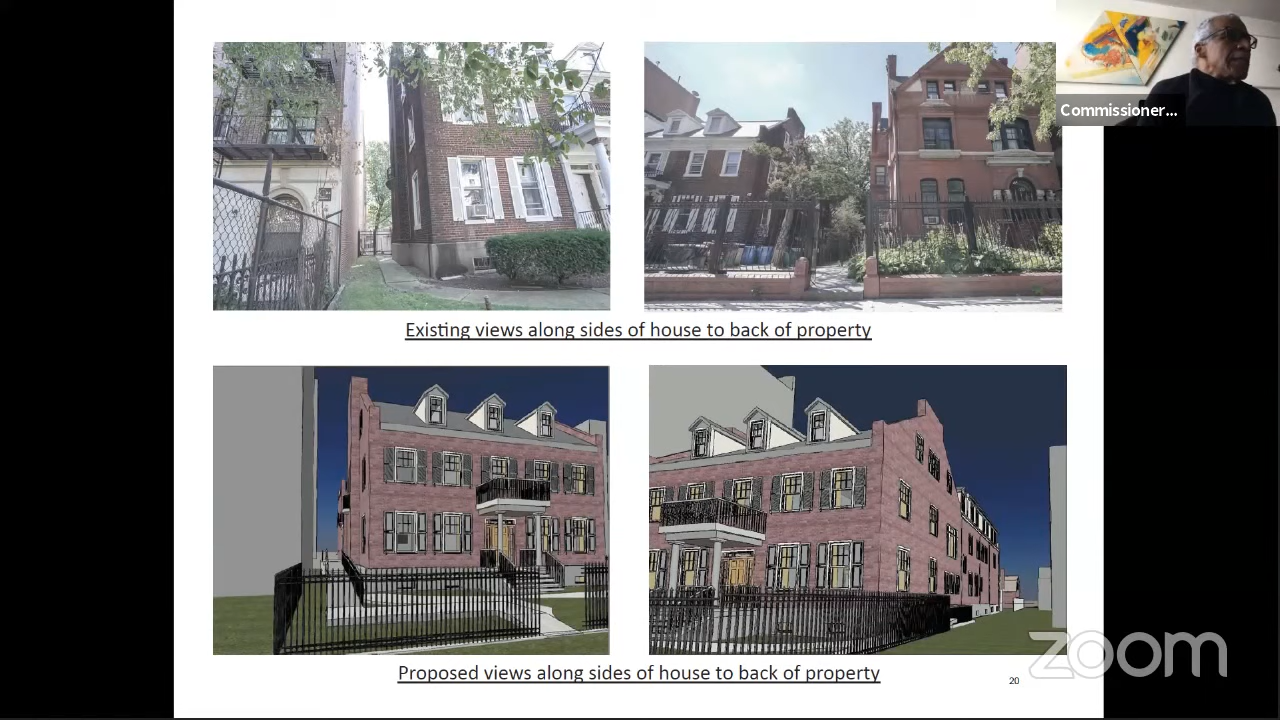 Commissioner...
Existing views along sides of house to back of property
Proposed views along sides of house to back of property
20
zoom